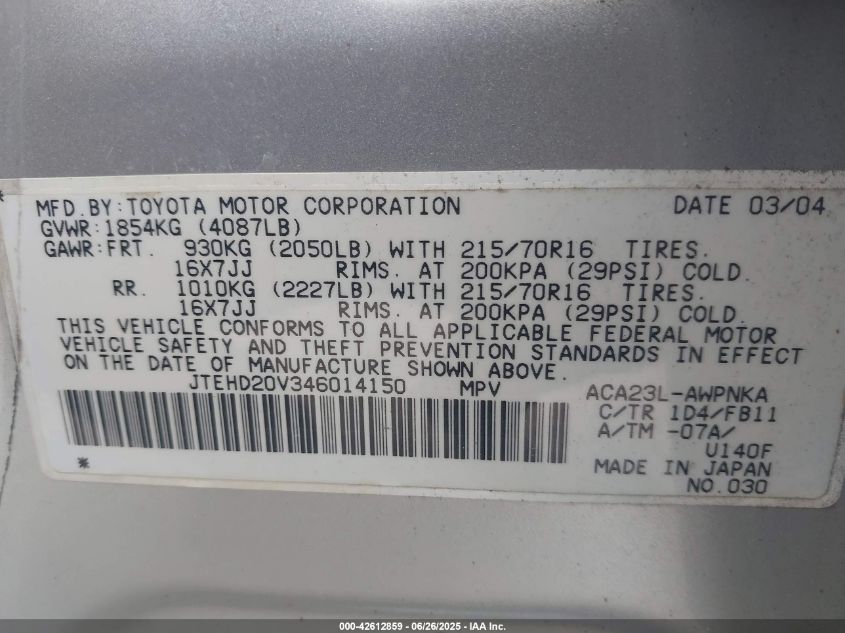 MFD.BY:TOYOTA MOTOR CORPORATION DATE 03/04
GVWR:1854KG (4087LB)
GAWR:FRT. 930KG (2050LB) WITH 215/70R16 TIRES.
16X7JJ RIMS. AT 200KPA (29PSI) COLD.
RR. 1010KG (2227LB) WITH 215/70R16 TIRES.
16X7JJ RIMS. AT 200KPA (29PSI) COLD.
THIS VEHICLE CONFORMS TO ALL APPLICABLE FEDERAL MOTOR
VEHICLE SAFETY AND THEFT PREVENTION STANDARDS IN EFFECT
ON THE DATE OF MANUFACTURE SHOWN ABOVE.
JTEHD20V346014150 MPV ACA23L-AWPNKA
C/TR 1D4/FB11
A/TM -07A/
U140F
MADE IN JAPAN
NO.030
000-42612859 - 06/26/2025 - IAA Inc.